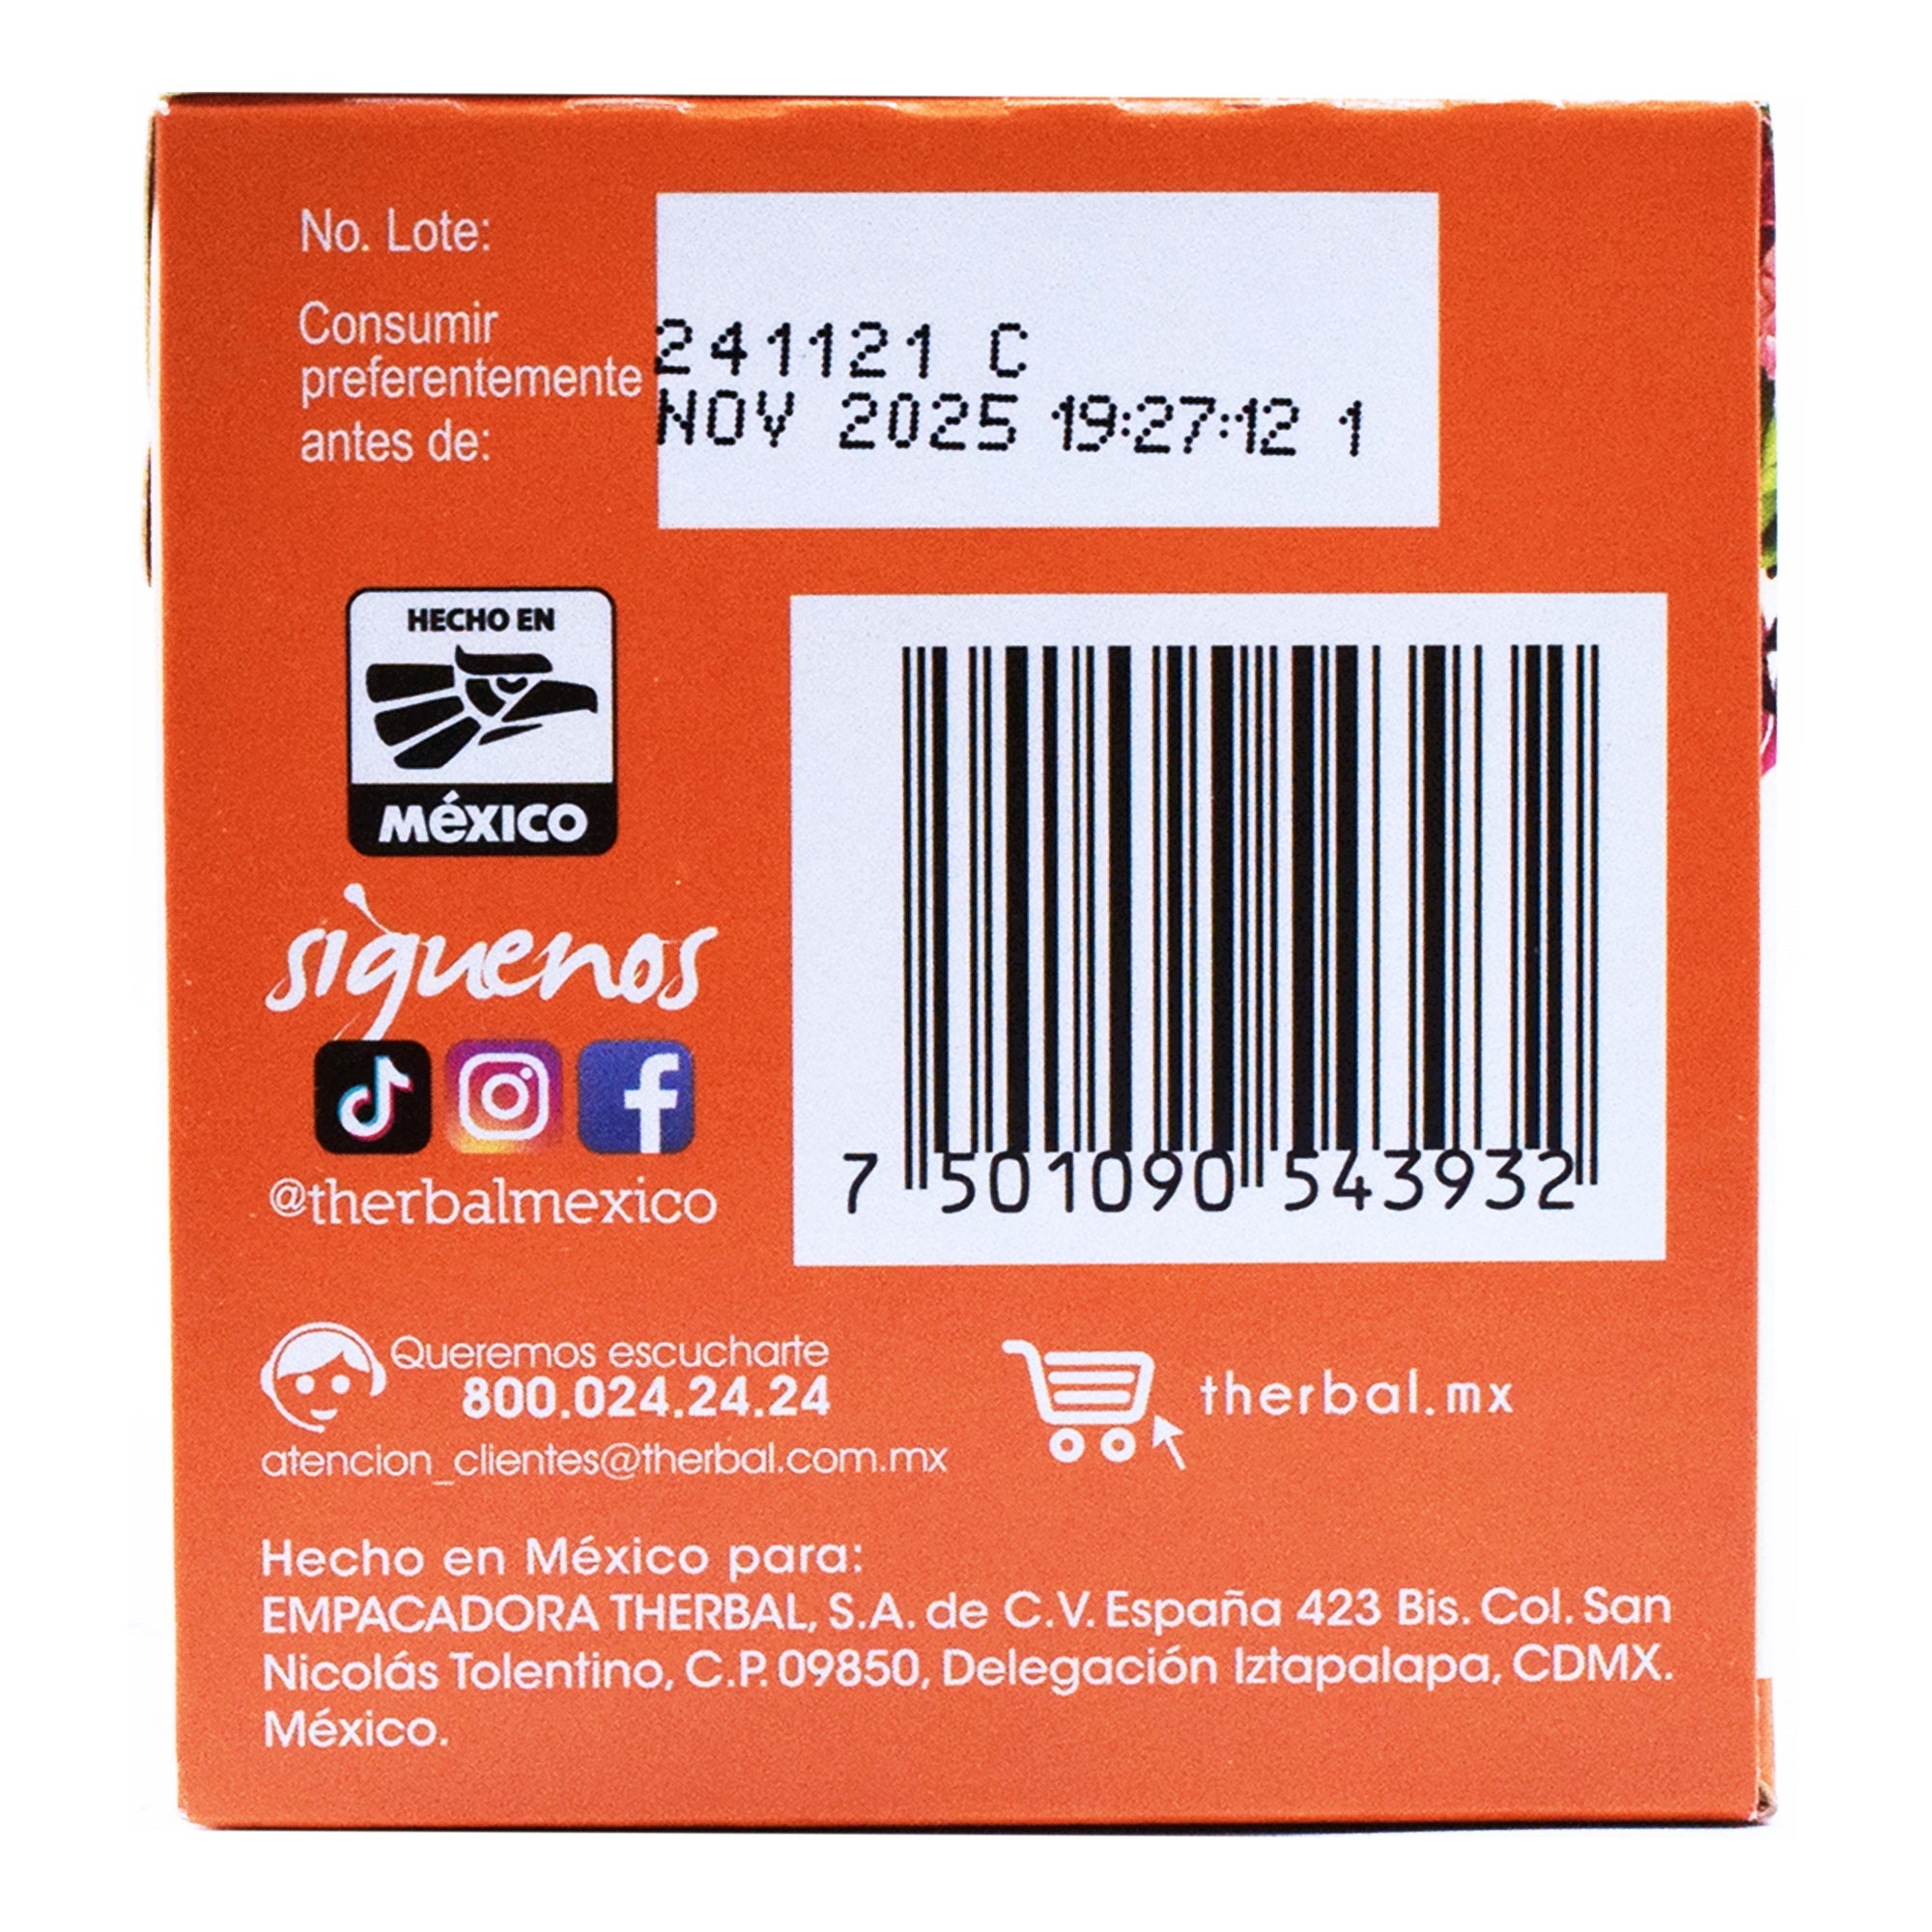 No. Lote:
Consumir
preferentemente
antes de:
241121 C
NOV 2025 19:27:12 1
HECHO EN
MÉXICO
síguenos
@therbalmexico
7 501090 543932
Queremos escucharte
800.024.24.24
atencion_clientes@therbal.com.mx
therbal.mx
Hecho en México para:
EMPACADORA THERBAL, S.A. de C.V. España 423 Bis. Col. San
Nicolás Tolentino, C.P. 09850, Delegación Iztapalapa, CDMX.
México.